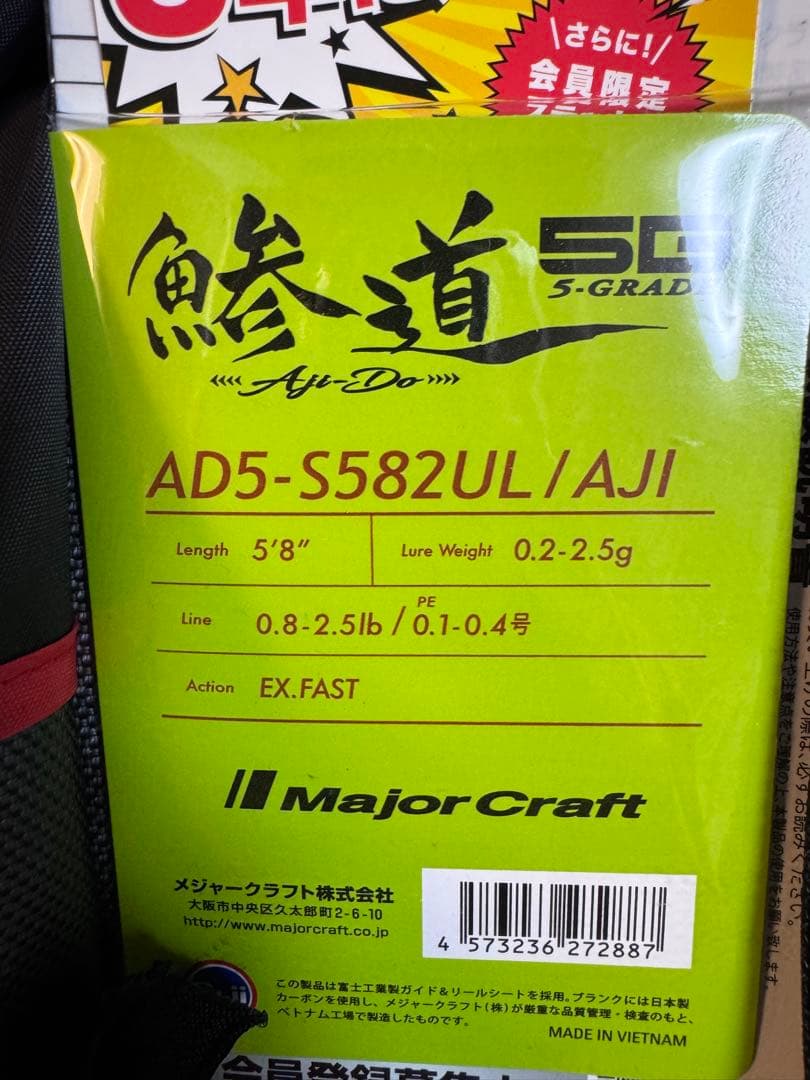 \さらに!/
会員限定
鯵道 5G
5-GRAD
Aji-Do
AD5-S582UL/AJI
Length 5'8" Lure Weight 0.2-2.5g
Line 0.8-2.5lb / PE 0.1-0.4号
Action EX.FAST
Major Craft
メジャークラフト株式会社
大阪市中央区久太郎町2-6-10
http://www.majorcraft.co.jp
4 573236 272887
この製品は富士工業製ガイド&リールシートを採用。ブランクには日本製
カーボンを使用し、メジャークラフト(株)が厳重な品質管理・検査のもと、
ベトナム工場で製造したものです。
MADE IN VIETNAM
会員登録募集